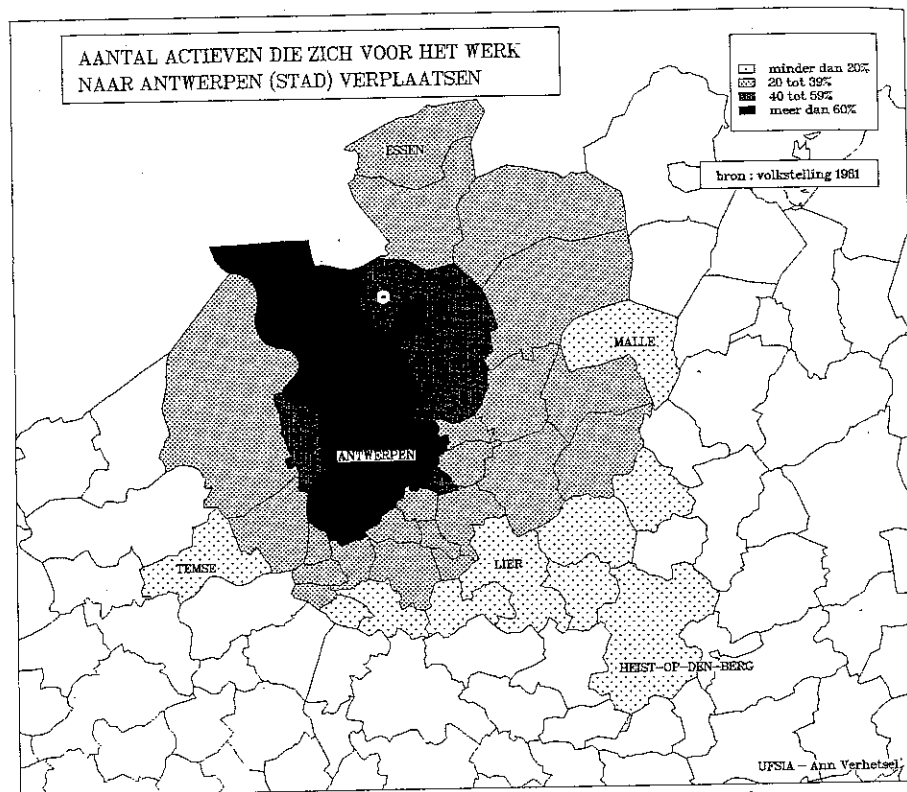 AANTAL ACTIEVEN DIE ZICH VOOR HET WERK
NAAR ANTWERPEN (STAD) VERPLAATSEN
minder dan 20%
20 tot 39%
40 tot 59%
meer dan 60%
bron : volkstelling 1981
ESSEN
MALLE
ANTWERPEN
TEMSE
LIER
HEIST-OP-DEN-BERG
UFSIA - Ann Verhetsel